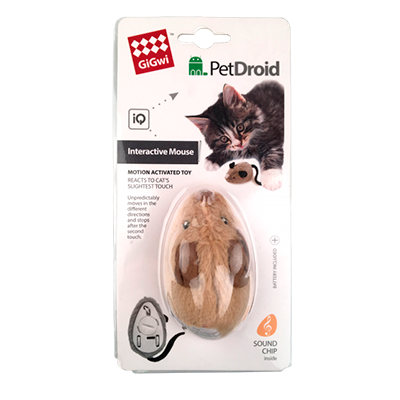 GiGwi
PetDroid
iQ
Interactive Mouse
MOTION ACTIVATED TOY
REACTS TO CAT'S
SLIGHTEST TOUCH
Unpredictably
moves in the
different
directions
and stops
after the
second
touch.
BATTERY INCLUDED
SOUND
CHIP
inside